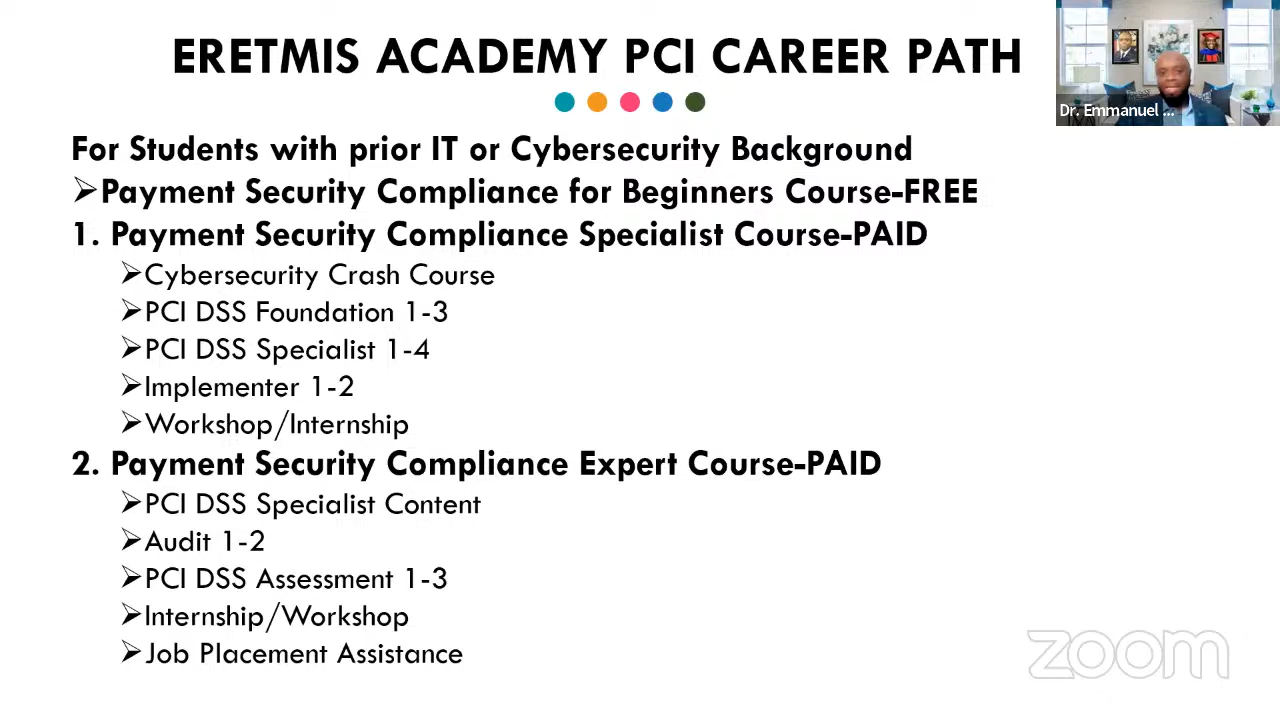 ERETMIS ACADEMY PCI CAREER PATH
Dr. Emmanuel ...
For Students with prior IT or Cybersecurity Background
➢Payment Security Compliance for Beginners Course-FREE
1. Payment Security Compliance Specialist Course-PAID
➢Cybersecurity Crash Course
➢PCI DSS Foundation 1-3
➢PCI DSS Specialist 1-4
➢Implementer 1-2
➢Workshop/Internship
2. Payment Security Compliance Expert Course-PAID
➢PCI DSS Specialist Content
➢Audit 1-2
➢PCI DSS Assessment 1-3
➢Internship/Workshop
➢Job Placement Assistance
zoom